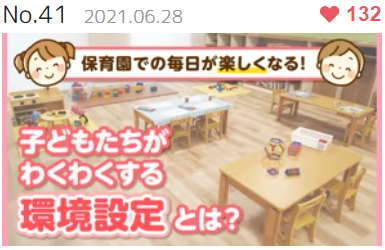 No.41 2021.06.28 132
保育園での毎日が楽しくなる!
子どもたちが
わくわくする
環境設定とは?